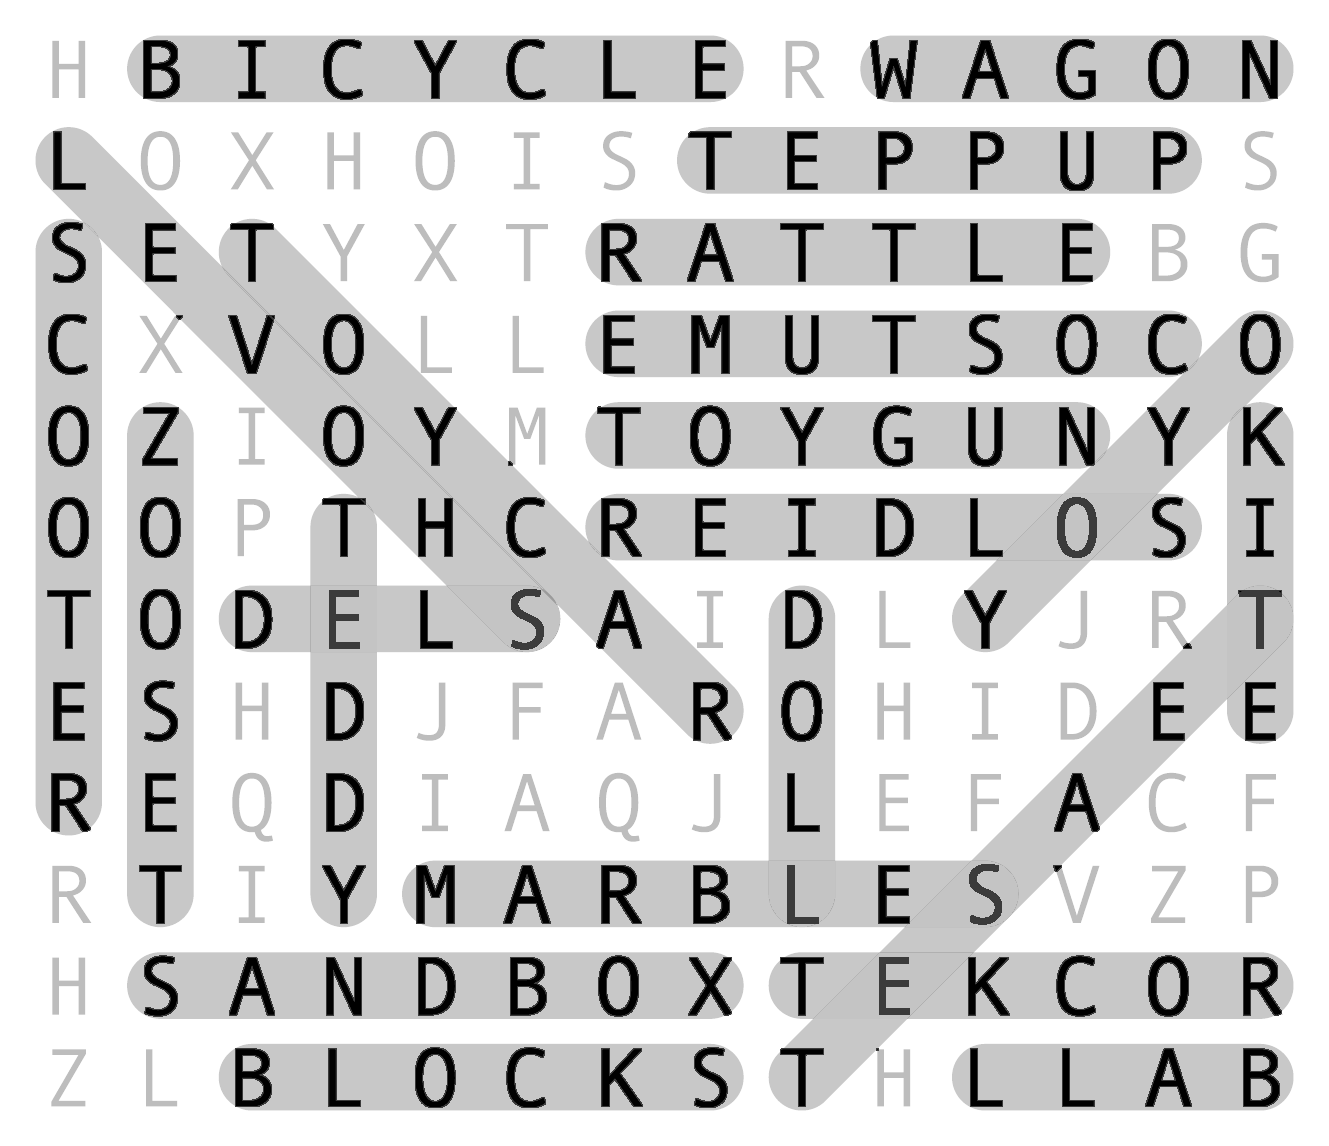 H B I C Y C L E R W A G O N
L O X H O I S T E P P U P S
S E T Y X T R A T T L E B G
C X V O L L E M U T S O C O
O Z I O Y M T O Y G U N Y K
O O P T H C R E I D L O S I
T O D E L S A I D L Y J R T
E S H D J F A R O H I D E E
R E Q D I A Q J L E F A C F
R T I Y M A R B L E S V Z P
H S A N D B O X T E K C O R
Z L B L O C K S T H L L A B